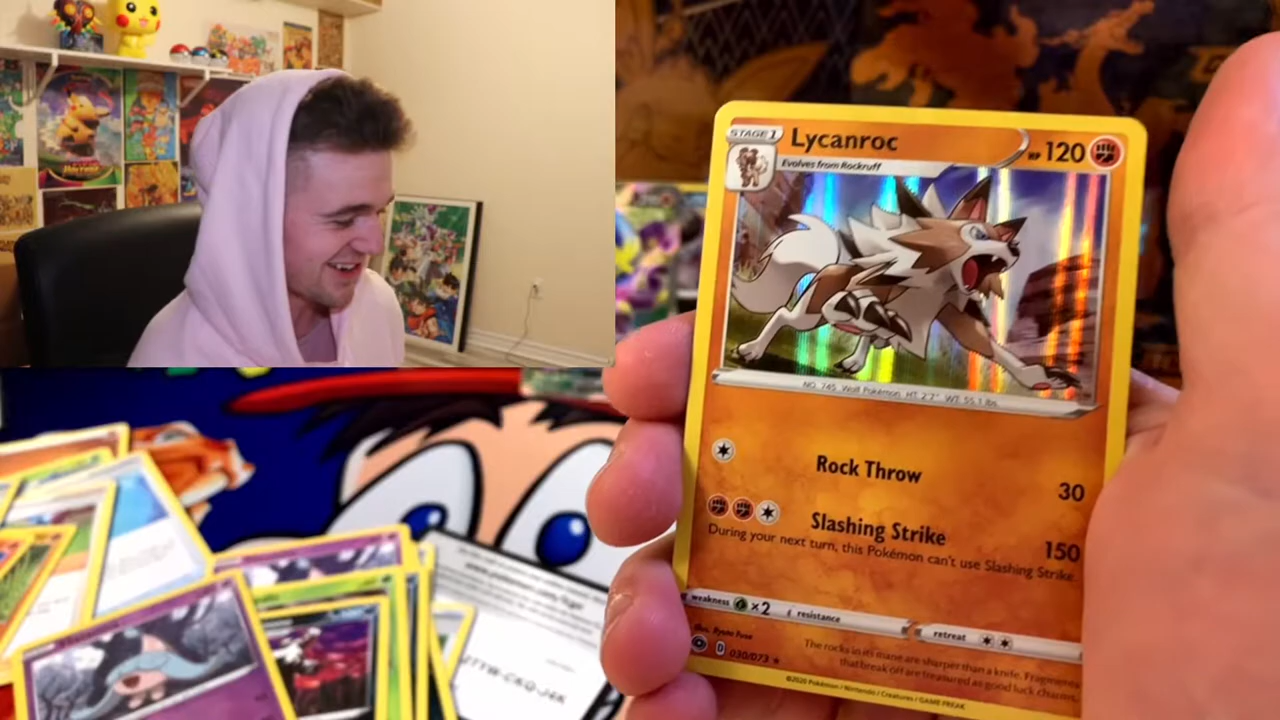 STAGE 1
Lycanroc
HP 120
Evolves from Rockruff
NO. 745 Wolf Pokémon HT: 2'7" WT: 55.1 lbs.
Rock Throw 30
Slashing Strike 150
During your next turn, this Pokémon can't use Slashing Strike.
weakness ×2 resistance
retreat
Illus. Ryota Fuse
D 030/073 ★
The rocks in its mane are sharper than a knife. Fragments
that break off are treasured as good luck charms.
©2020 Pokémon / Nintendo / Creatures / GAME FREAK